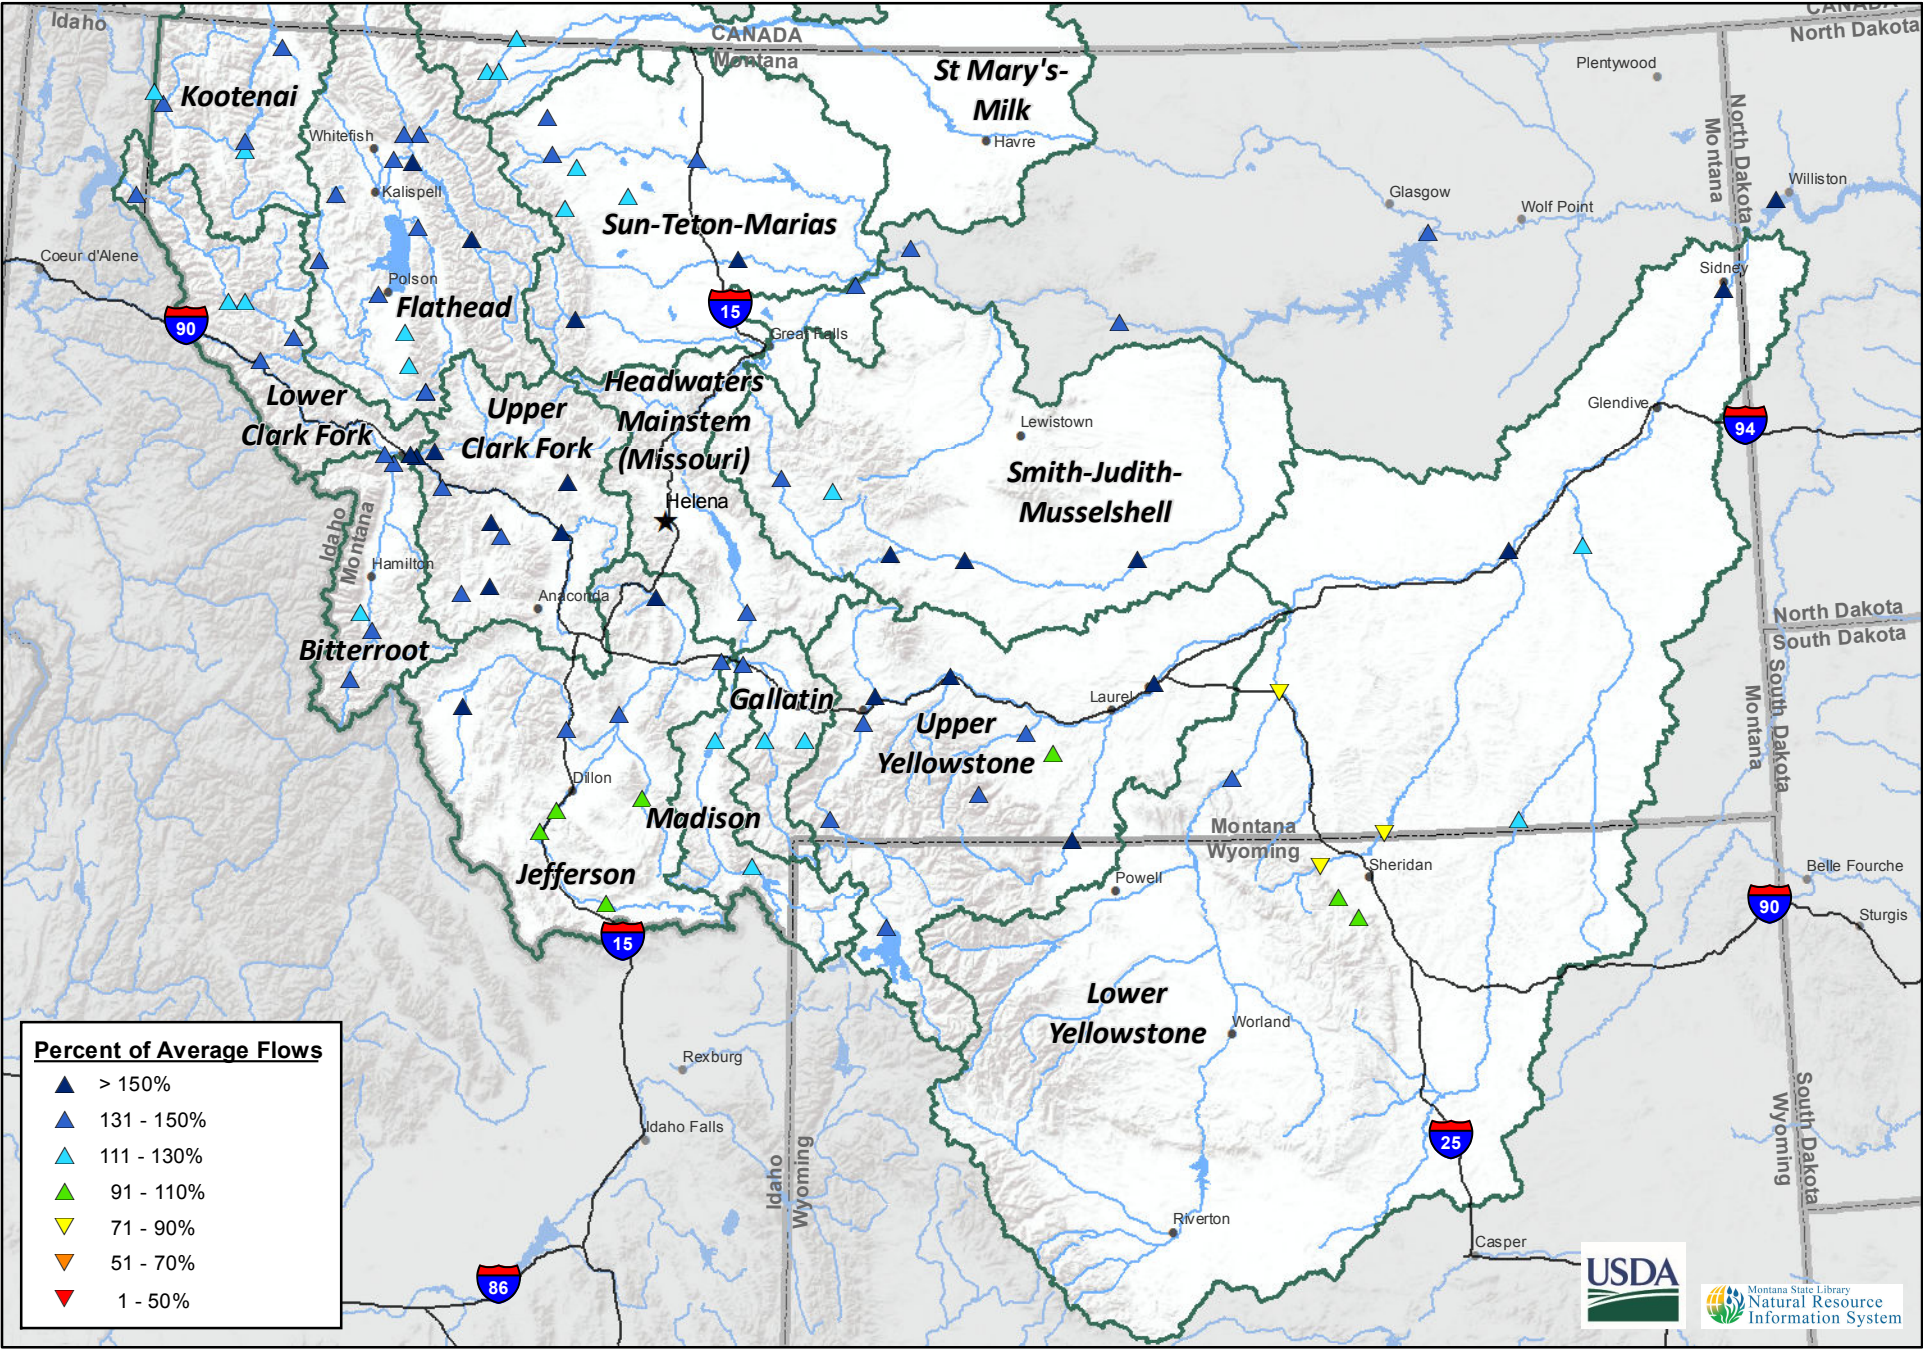 Idaho
CANADA
Montana
CANADA
North Dakota
Kootenai
Whitefish
Kalispell
St Mary's-
Milk
Havre
Plentywood
North Dakota
Montana
Williston
Glasgow
Wolf Point
Sun-Teton-Marias
Coeur d'Alene
Polson
Flathead
Sidney
90
15
Great Falls
Lower
Clark Fork
Upper
Clark Fork
Headwaters
Mainstem
(Missouri)
Helena
Lewistown
Smith-Judith-
Musselshell
Glendive
94
Idaho
Montana
Hamilton
Anaconda
Bitterroot
North Dakota
South Dakota
South Dakota
Montana
Gallatin
Laurel
Upper
Yellowstone
Dillon
Madison
Jefferson
Montana
Wyoming
Sheridan
Powell
Belle Fourche
90
Sturgis
15
Lower
Yellowstone
Worland
Percent of Average Flows
> 150%
131 - 150%
111 - 130%
91 - 110%
71 - 90%
51 - 70%
1 - 50%
Rexburg
Idaho Falls
Idaho
Wyoming
South Dakota
Wyoming
25
Riverton
Casper
86
USDA
Montana State Library
Natural Resource
Information System